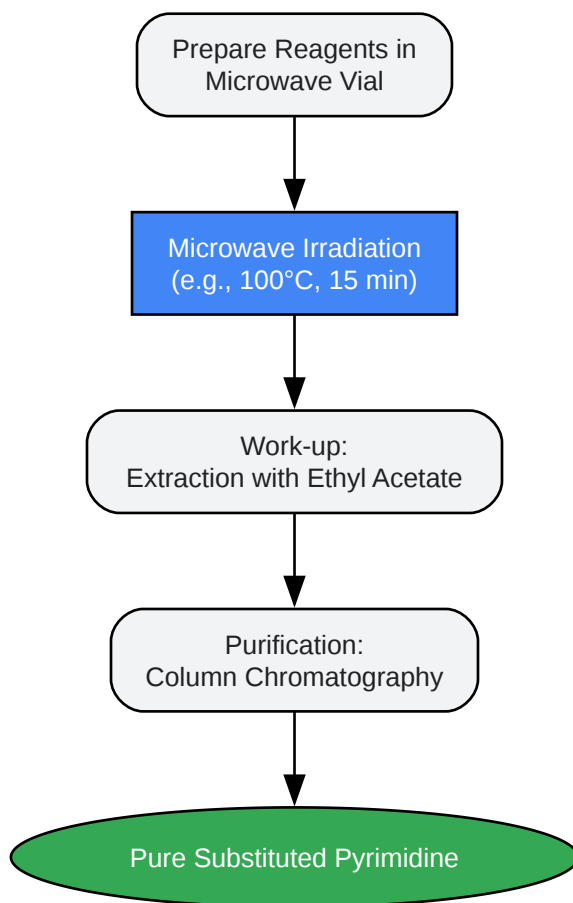 Prepare Reagents in
Microwave Vial
Microwave Irradiation
(e.g., 100°C, 15 min)
Work-up:
Extraction with Ethyl Acetate
Purification:
Column Chromatography
Pure Substituted Pyrimidine